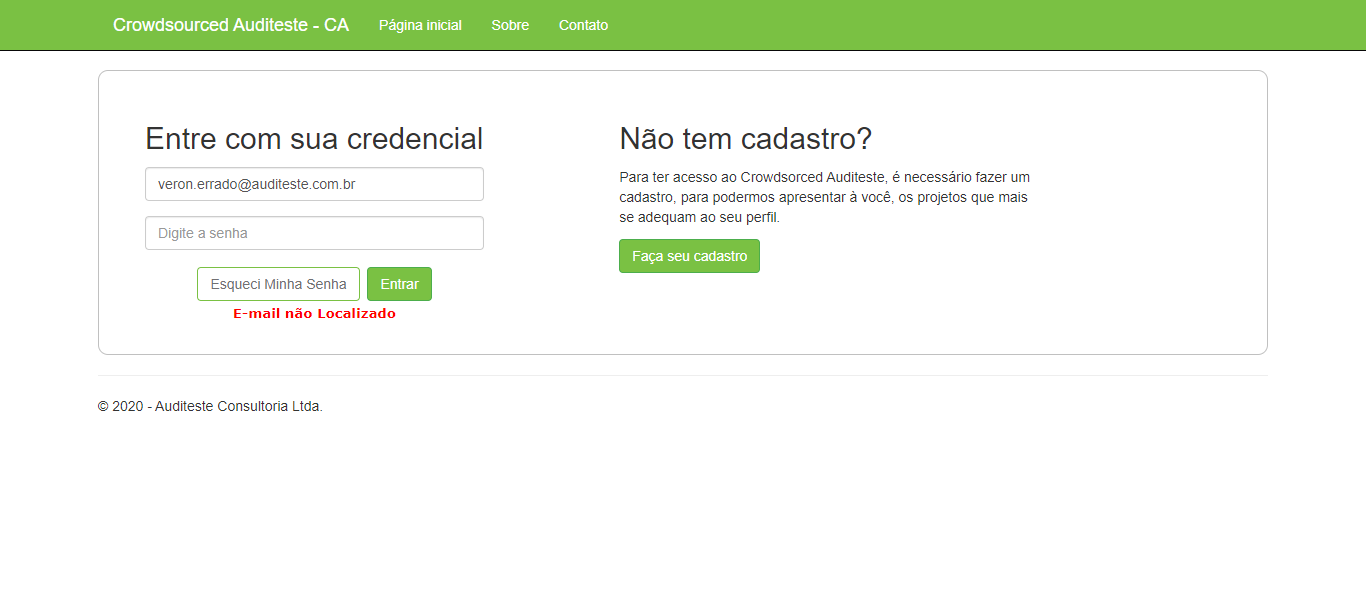 Crowdsourced Auditeste - CA Página inicial Sobre Contato
Entre com sua credencial
veron.errado@auditeste.com.br
Digite a senha
Esqueci Minha Senha Entrar
E-mail não Localizado
Não tem cadastro?
Para ter acesso ao Crowdsorced Auditeste, é necessário fazer um
cadastro, para podermos apresentar à você, os projetos que mais
se adequam ao seu perfil.
Faça seu cadastro
© 2020 - Auditeste Consultoria Ltda.